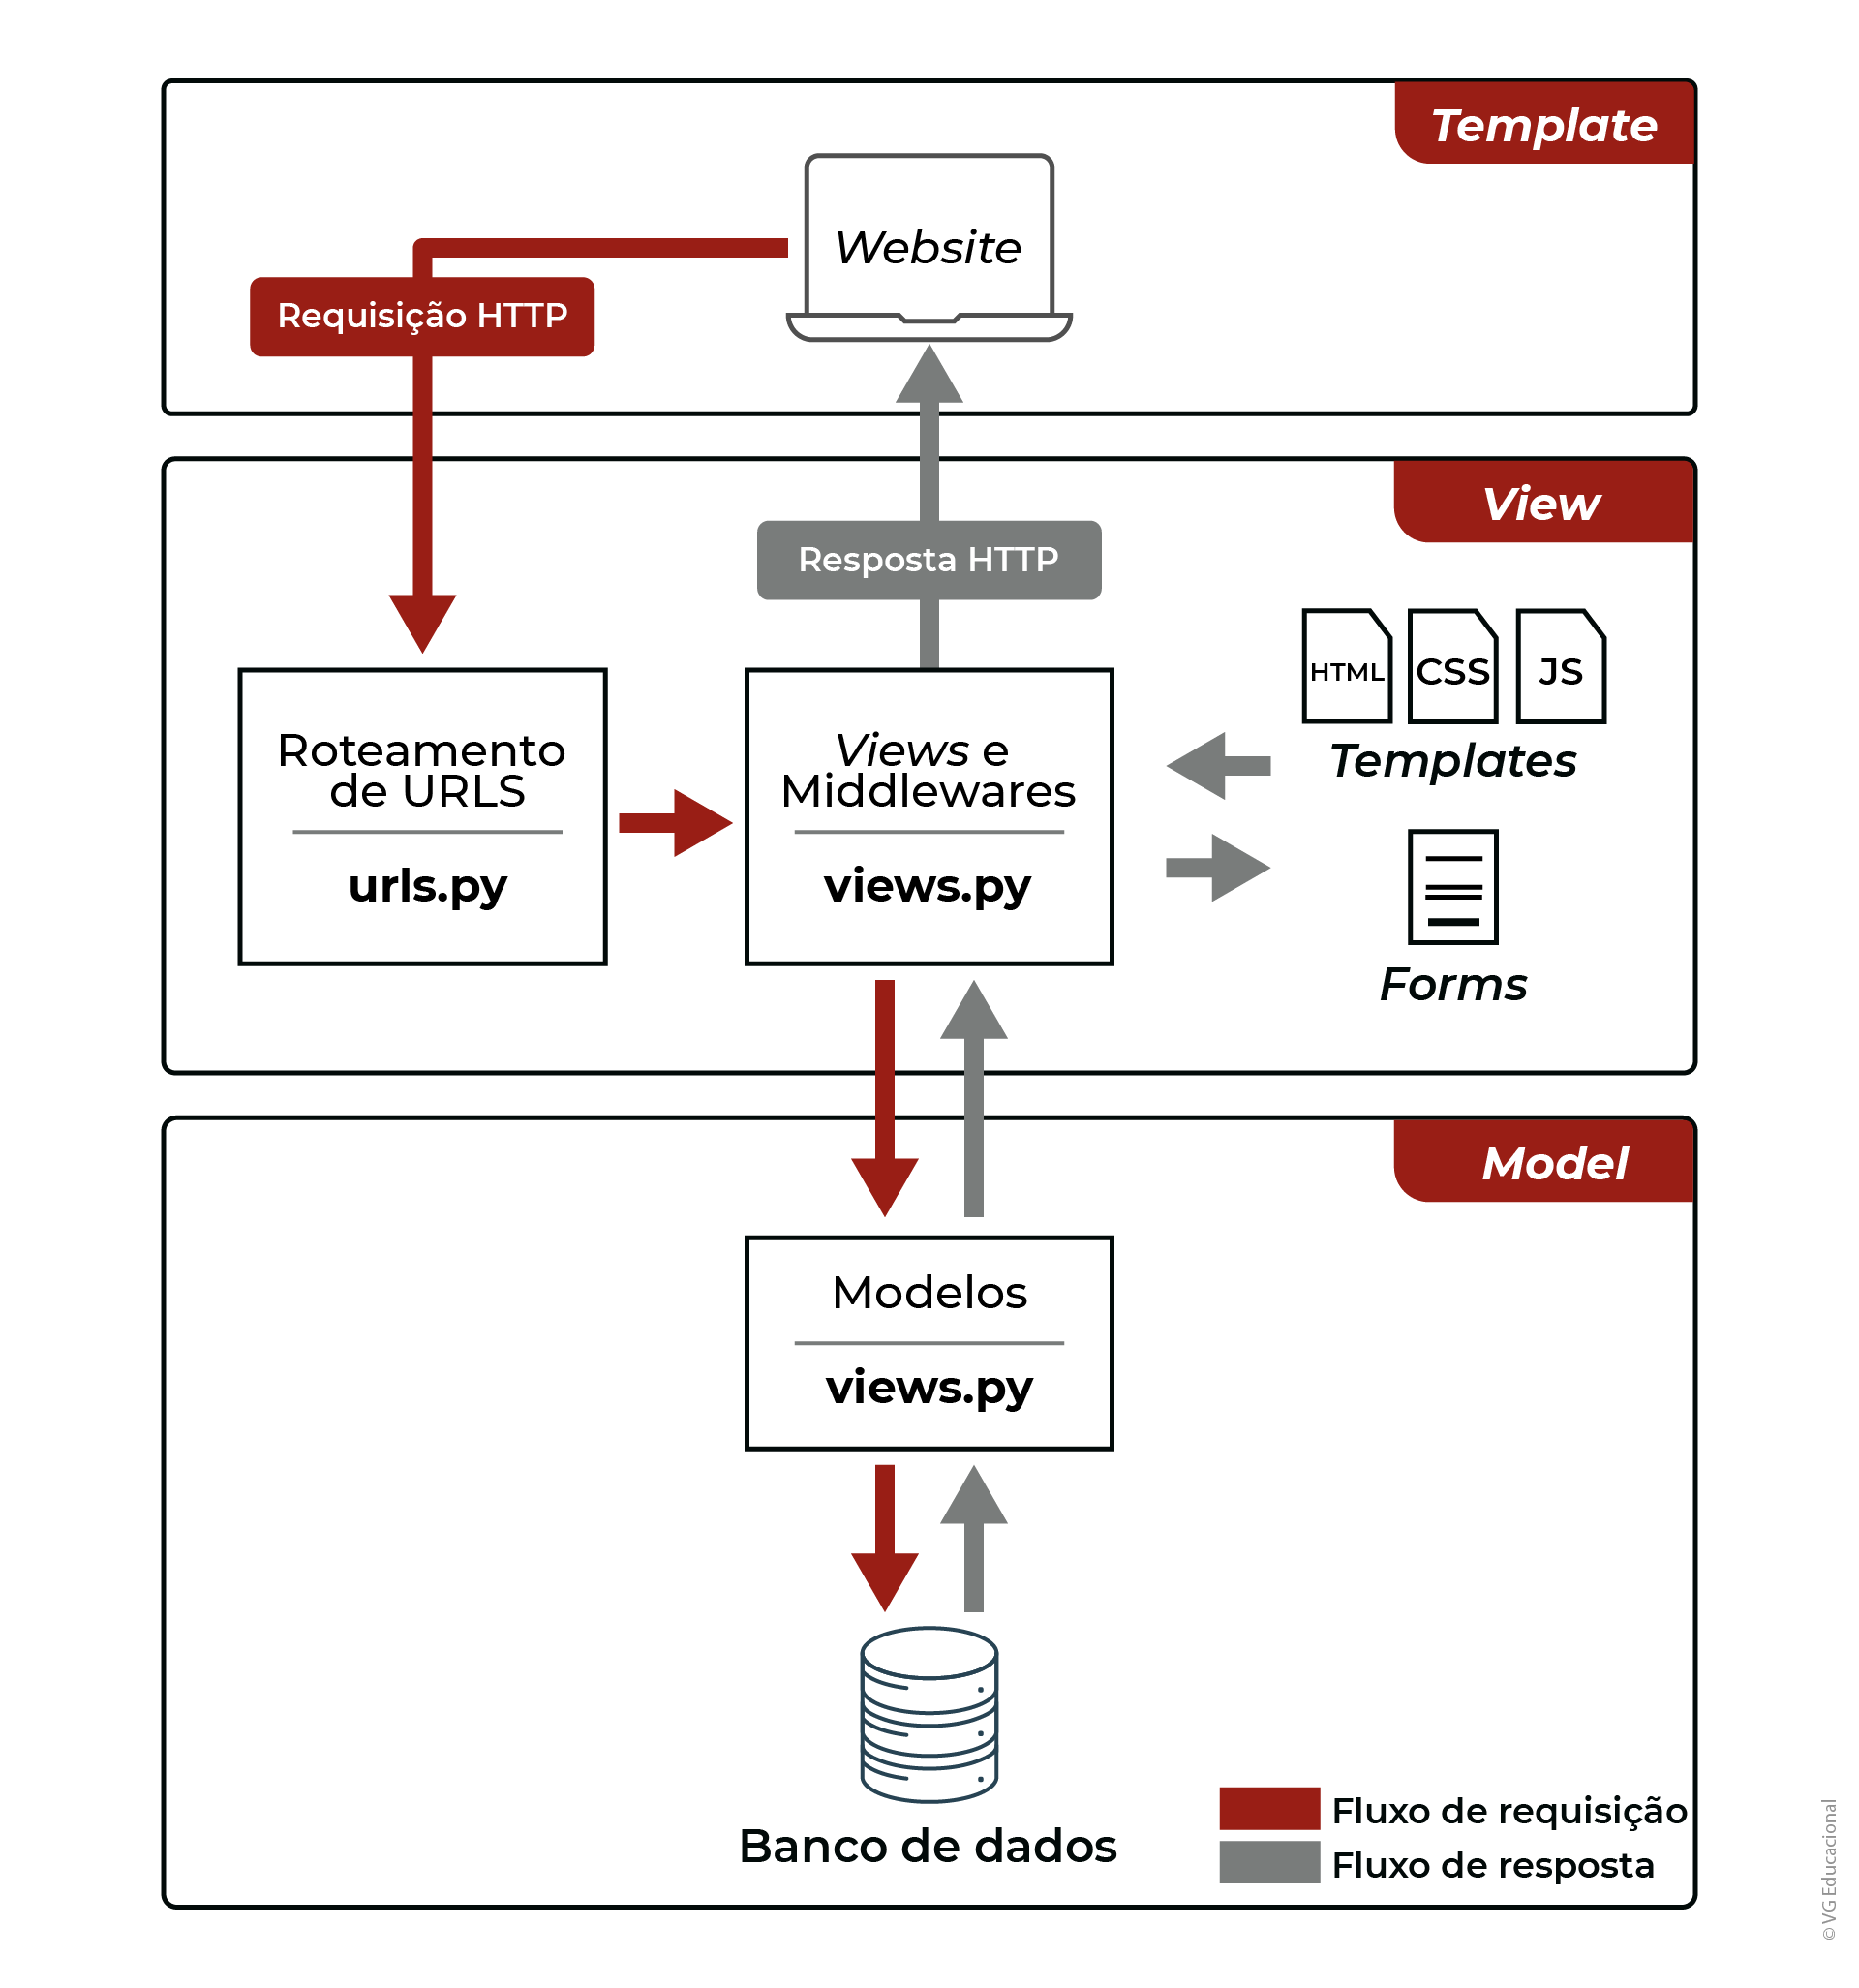 Template
Website
Requisição HTTP
View
Resposta HTTP
HTML
CSS
JS
Templates
Roteamento
de URLS
urls.py
Views e
Middlewares
views.py
Forms
Model
Modelos
views.py
Banco de dados
Fluxo de requisição
Fluxo de resposta
© VG Educacional